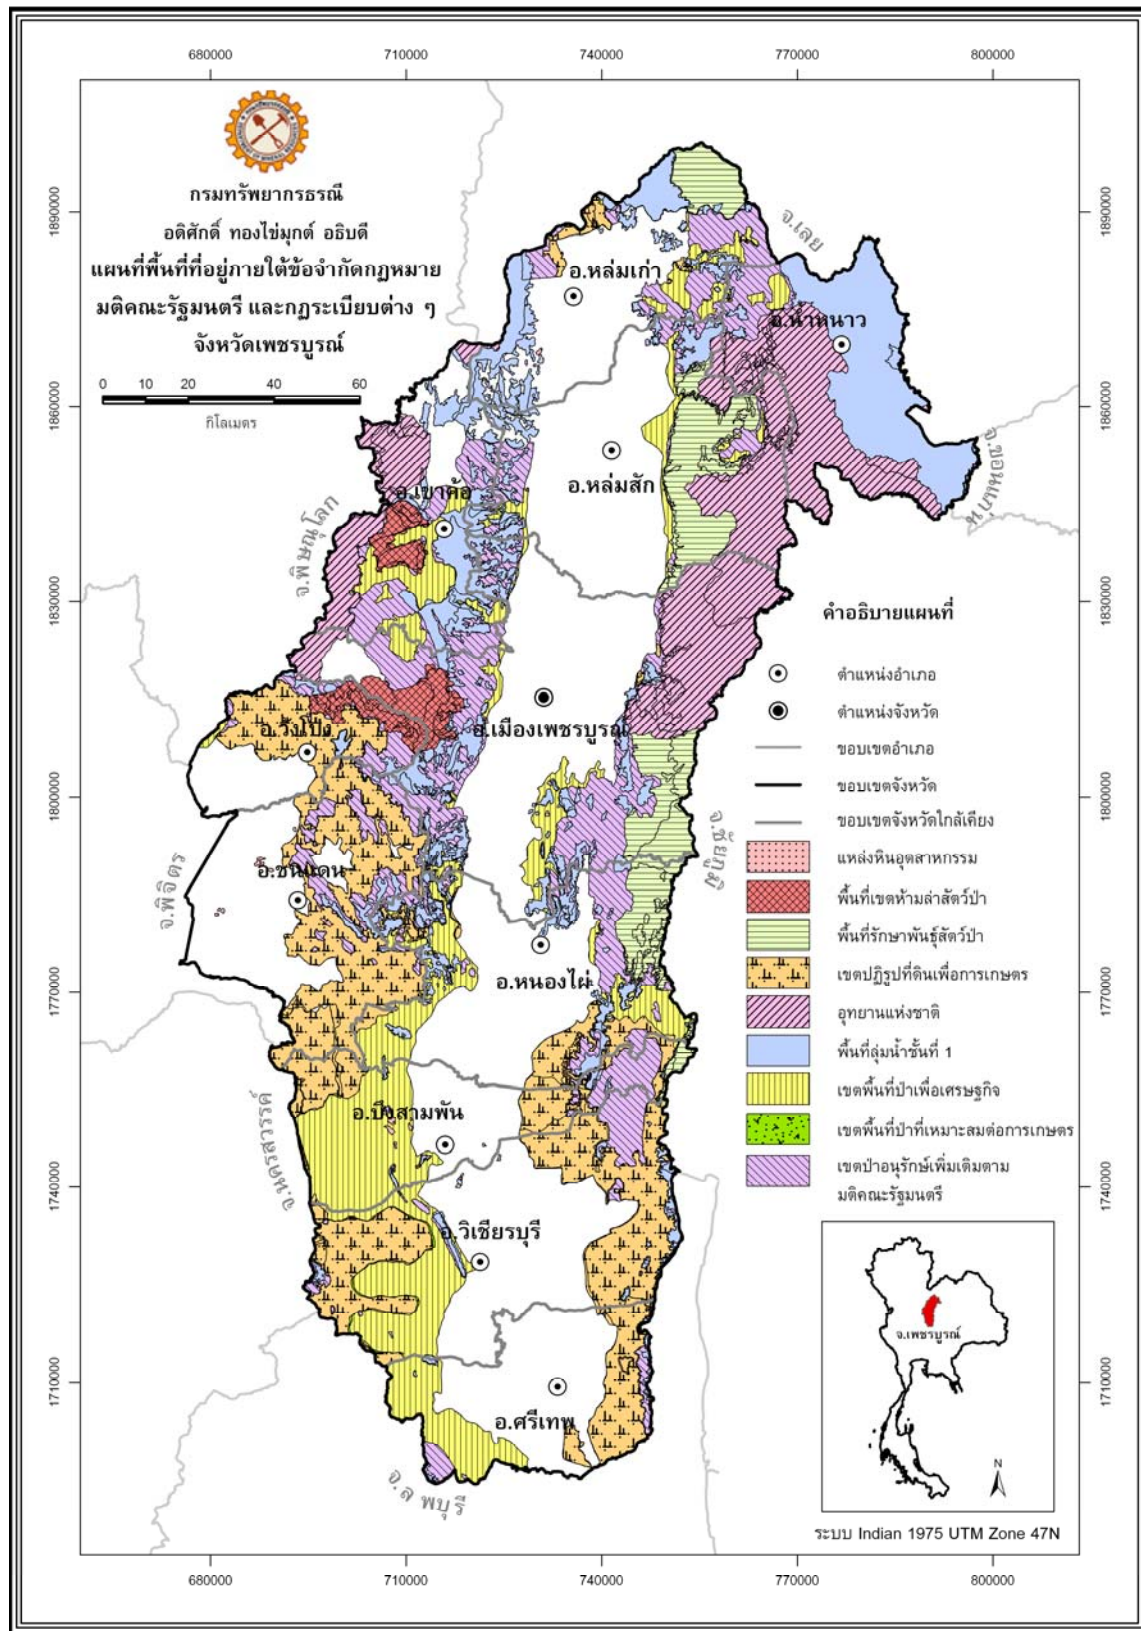 680000 710000 740000 770000 800000
กรมทรัพยากรธรณี
อดิศักดิ์ ทองไข่มุกต์ อธิบดี
แผนที่พื้นที่ที่อยู่ภายใต้ข้อจำกัดกฎหมาย
มติคณะรัฐมนตรี และกฎระเบียบต่าง ๆ
จังหวัดเพชรบูรณ์
0 10 20 40 60
กิโลเมตร
1890000
1860000
1830000
1800000
1770000
1740000
1710000
1890000
1860000
1830000
1800000
1770000
1740000
1710000
จ.เลย
อ.หล่มเก่า
อ.น้ำหนาว
อ.หล่มสัก
จ.ขอนแก่น
อ.เขาค้อ
จ.พิษณุโลก
อ.วังโป่ง
อ.เมืองเพชรบูรณ์
จ.ชัยภูมิ
จ.พิจิตร
อ.ชนแดน
อ.หนองไผ่
จ.นครสวรรค์
อ.บึงสามพัน
อ.วิเชียรบุรี
อ.ศรีเทพ
จ.ลพบุรี
คำอธิบายแผนที่
ตำแหน่งอำเภอ
ตำแหน่งจังหวัด
ขอบเขตอำเภอ
ขอบเขตจังหวัด
ขอบเขตจังหวัดใกล้เคียง
แหล่งหินอุตสาหกรรม
พื้นที่เขตห้ามล่าสัตว์ป่า
พื้นที่รักษาพันธุ์สัตว์ป่า
เขตปฏิรูปที่ดินเพื่อการเกษตร
อุทยานแห่งชาติ
พื้นที่ลุ่มน้ำชั้นที่ 1
เขตพื้นที่ป่าเพื่อเศรษฐกิจ
เขตพื้นที่ป่าที่เหมาะสมต่อการเกษตร
เขตป่าอนุรักษ์เพิ่มเติมตาม
มติคณะรัฐมนตรี
จ.เพชรบูรณ์
N
ระบบ Indian 1975 UTM Zone 47N
680000 710000 740000 770000 800000